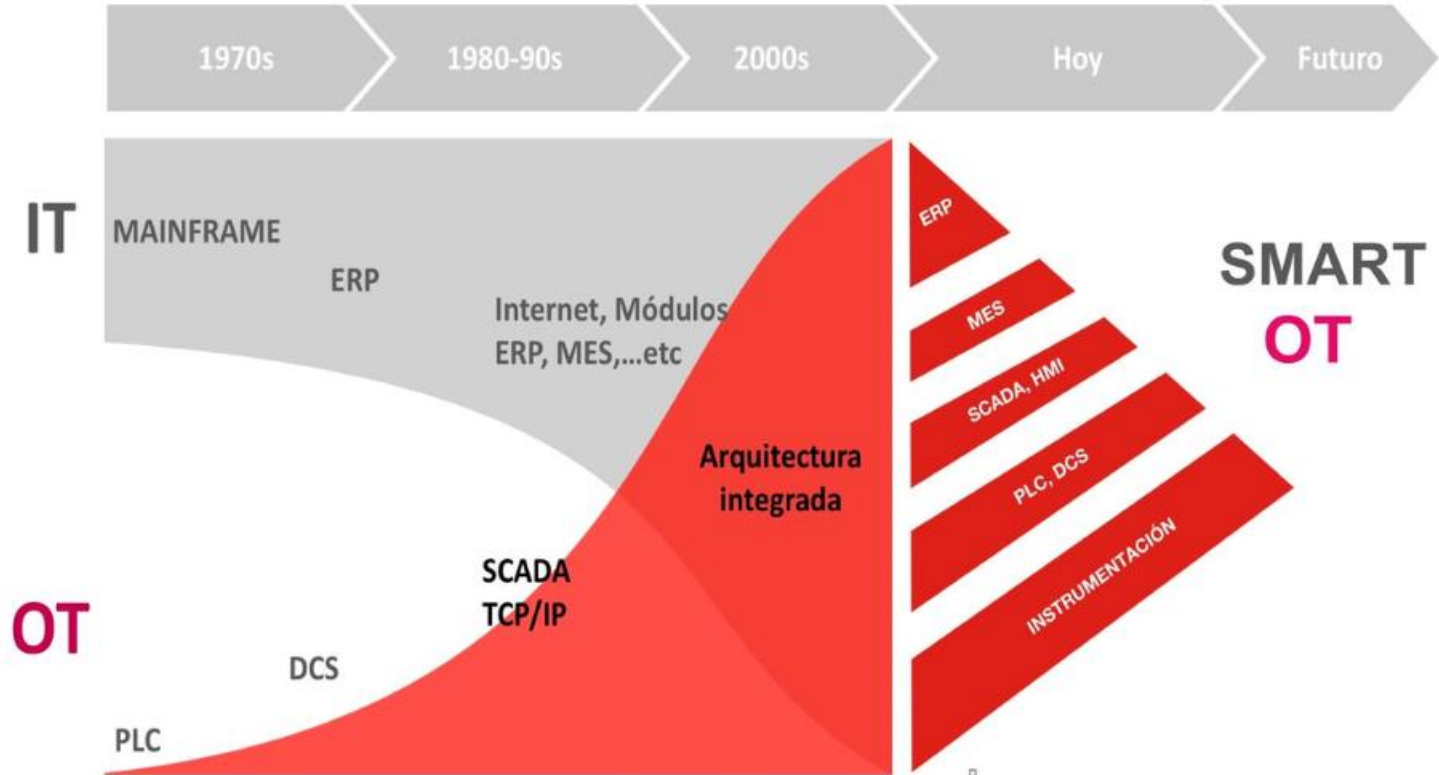 1970s
1980-90s
2000s
Hoy
Futuro
IT
MAINFRAME
ERP
Internet, Módulos
ERP, MES,...etc
Arquitectura
integrada
SCADA
TCP/IP
OT
DCS
PLC
ERP
MES
SCADA, HMI
PLC, DCS
INSTRUMENTACIÓN
SMART
OT